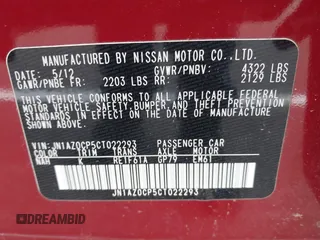 MANUFACTURED BY NISSAN MOTOR CO.,LTD.
DATE: 5/12 GVWR/PNBV: 4322 LBS
GAWR/PNBE FR: 2203 LBS RR: 2129 LBS
THIS VEHICLE CONFORMS TO ALL APPLICABLE
FEDERAL MOTOR VEHICLE
SAFETY, BUMPER, AND THEFT
PREVENTION STANDARDS IN EFFECT ON THE
DATE OF MANUFACTURE SHOWN ABOVE.
VIN: JN1AZ0CP5CT022293 PASSENGER CAR
COLOR TRIM TRANS AXLE MOTOR
NAH K RE1F61A GP79 EM61
JN1AZ0CP5CT022293
DREAMBID